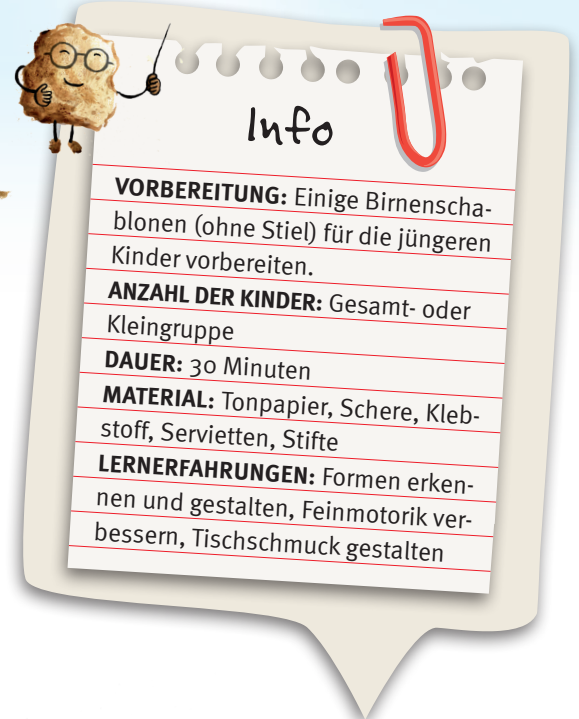 Info
VORBEREITUNG: Einige Birnenscha-
blonen (ohne Stiel) für die jüngeren
Kinder vorbereiten.
ANZAHL DER KINDER: Gesamt- oder
Kleingruppe
DAUER: 30 Minuten
MATERIAL: Tonpapier, Schere, Kleb-
stoff, Servietten, Stifte
LERNERFAHRUNGEN: Formen erken-
nen und gestalten, Feinmotorik ver-
bessern, Tischschmuck gestalten